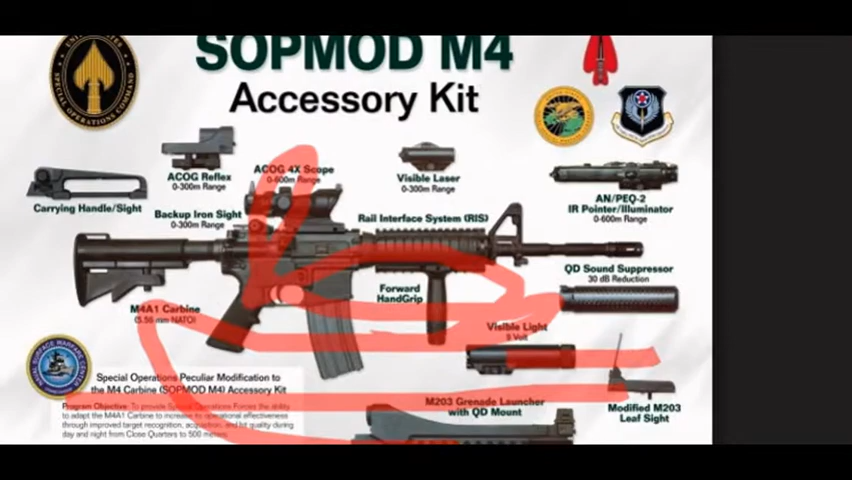 SOPMOD M4
Accessory Kit
UNITED STATES
SPECIAL OPERATIONS COMMAND
ACOG Reflex
0-300m Range
ACOG 4X Scope
0-600m Range
Visible Laser
0-300m Range
Carrying Handle/Sight
Backup Iron Sight
0-300m Range
Rail Interface System (RIS)
AN/PEQ-2
IR Pointer/Illuminator
0-600m Range
QD Sound Suppressor
30 dB Reduction
Forward
HandGrip
M4A1 Carbine
(5.56 mm NATO)
Visible Light
9 Volt
Special Operations Peculiar Modification to
the M4 Carbine (SOPMOD M4) Accessory Kit
M203 Grenade Launcher
with QD Mount
Modified M203
Leaf Sight
Program Objective: To provide Special Operations Forces the ability
to adapt the M4A1 Carbine to increase its operational effectiveness
through improved target recognition, acquisition, and hit quality during
day and night from Close Quarters to 500 meters.